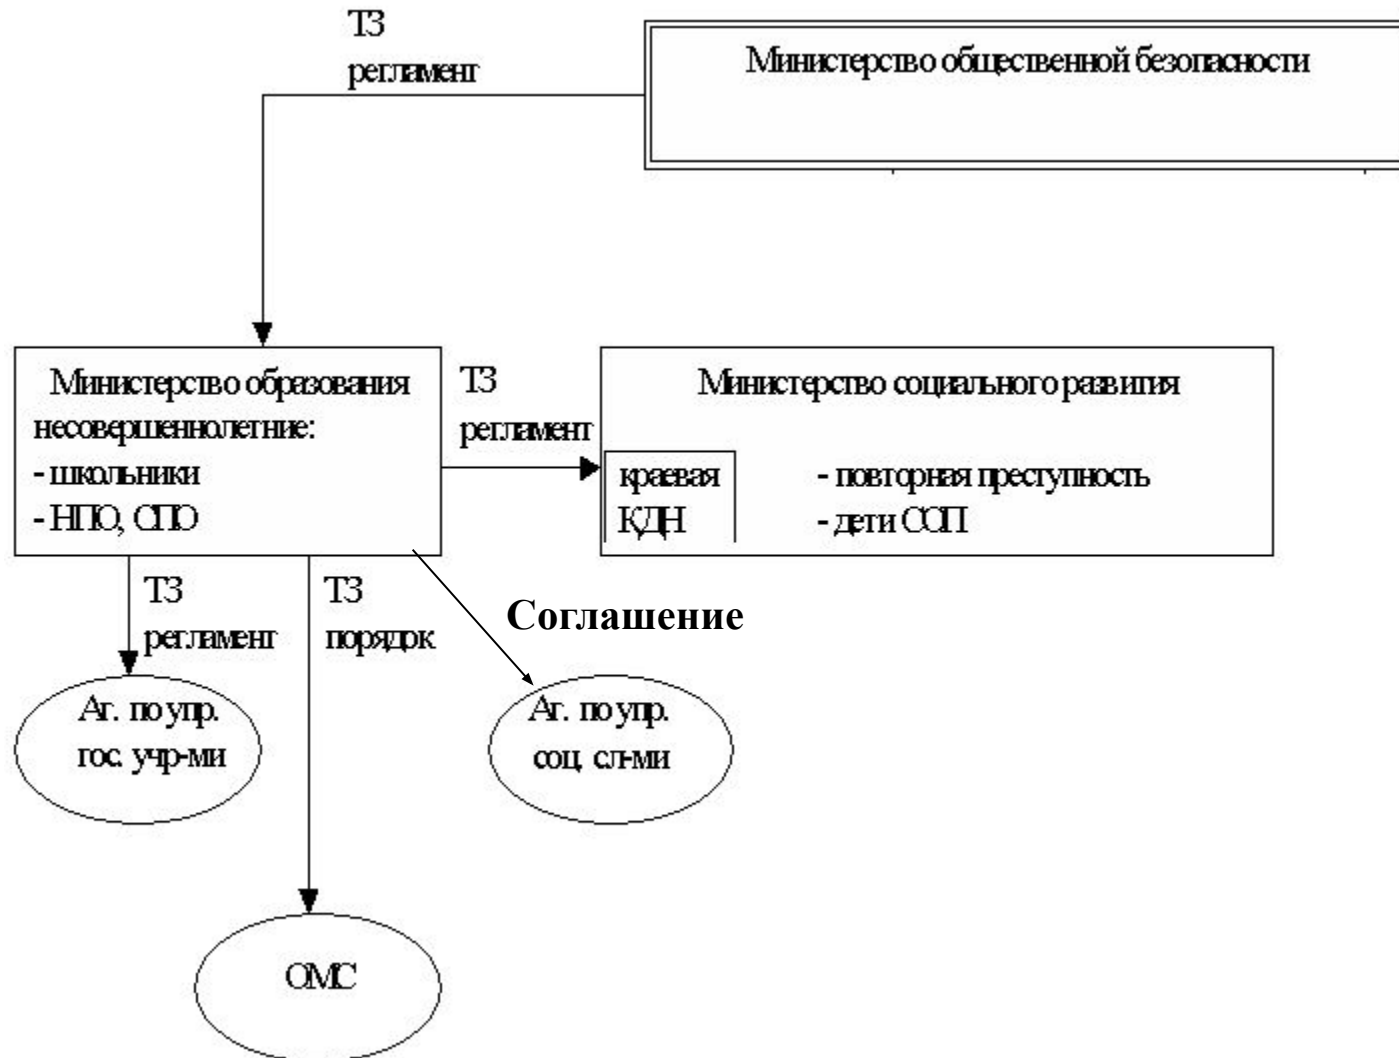 ТЗ
регламент
Министерство общественной безопасности
Министерство образования
несовершеннолетние:
- школьники
- НПО, СПО
ТЗ
регламент
Министерство социального развития
краевая
КДН
- повторная преступность
- дети СОП
ТЗ
регламент
ТЗ
порядок
Соглашение
Аг. по упр.
гос. учр-ми
Аг. по упр.
соц. сл-ми
ОМС